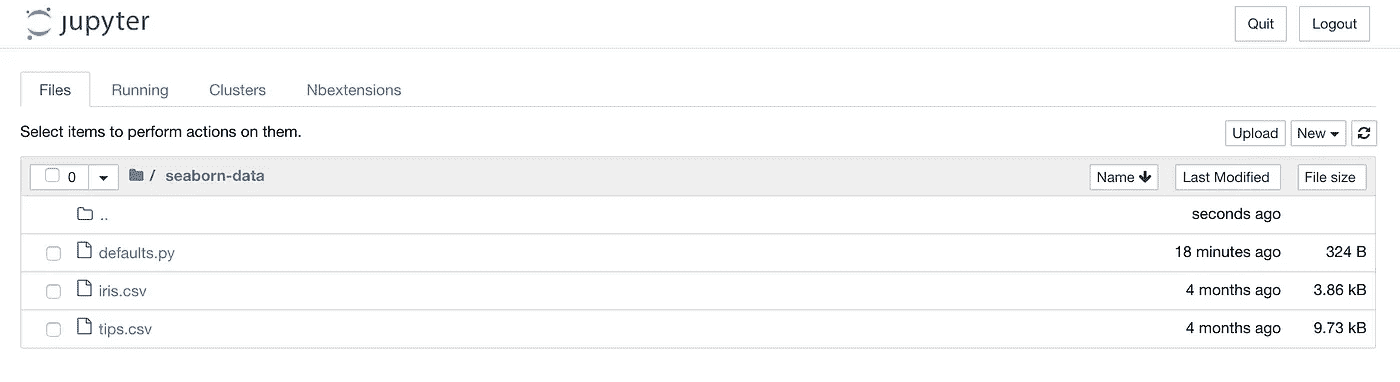 jupyter Quit Logout
Files Running Clusters Nbextensions
Select items to perform actions on them. Upload New
0 / seaborn-data Name Last Modified File size
.. seconds ago
defaults.py 18 minutes ago 324 B
iris.csv 4 months ago 3.86 kB
tips.csv 4 months ago 9.73 kB